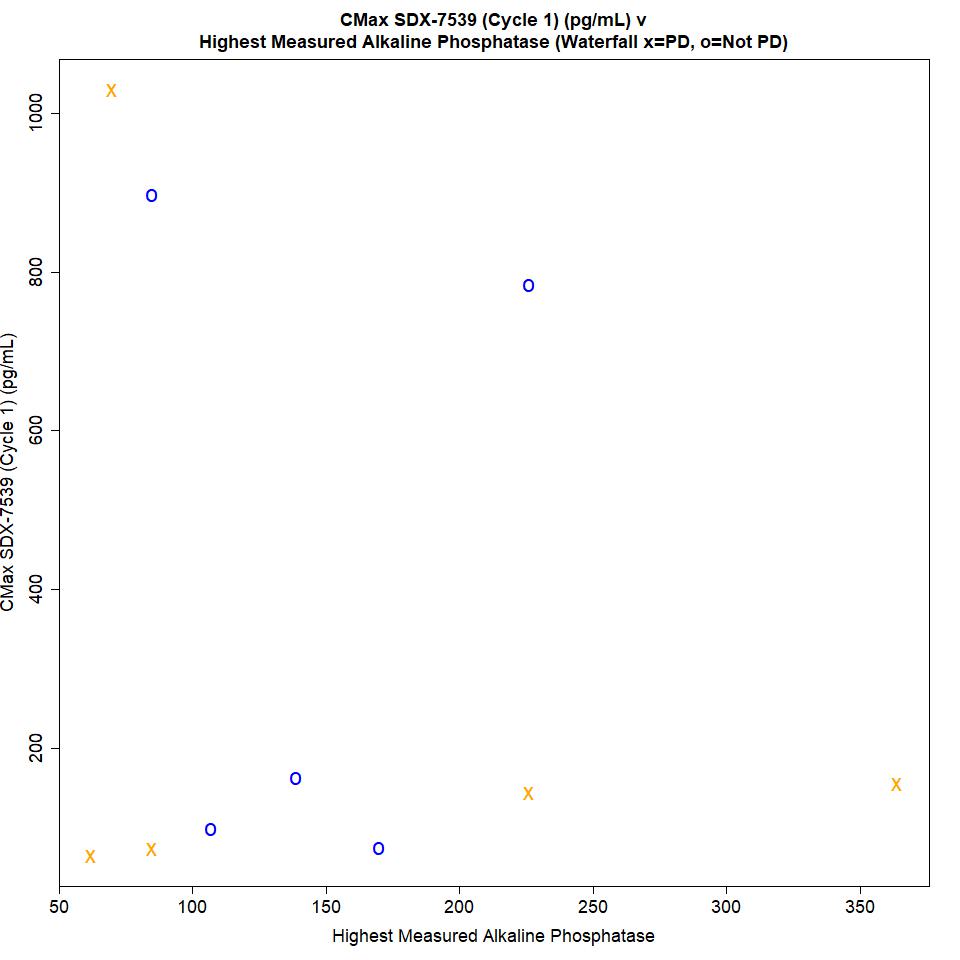 CMax SDX-7539 (Cycle 1) (pg/mL) v
Highest Measured Alkaline Phosphatase (Waterfall x=PD, o=Not PD)
CMax SDX-7539 (Cycle 1) (pg/mL)
1000
800
600
400
200
X
O
O
O
X
X
O
O
X
X
50 100 150 200 250 300 350
Highest Measured Alkaline Phosphatase